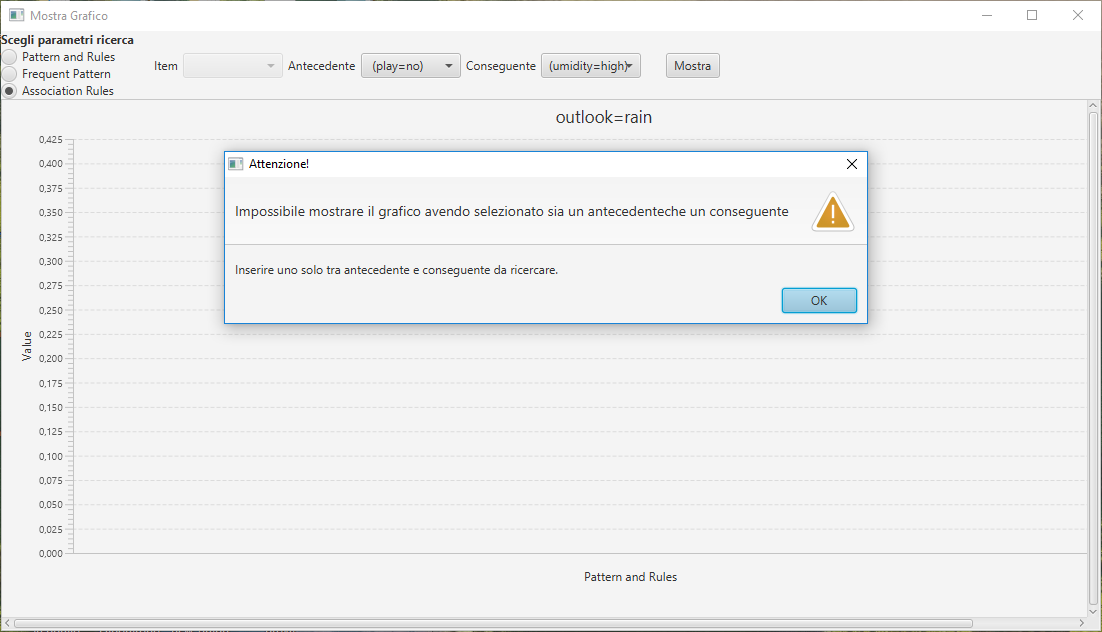 Mostra Grafico
Scegli parametri ricerca
Pattern and Rules
Frequent Pattern
Association Rules
Item
Antecedente
(play=no)
Conseguente
(umidity=high)
Mostra
outlook=rain
Attenzione!
Impossibile mostrare il grafico avendo selezionato sia un antecedenteche un conseguente
Inserire uno solo tra antecedente e conseguente da ricercare.
OK
Value
0,425
0,400
0,375
0,350
0,325
0,300
0,275
0,250
0,225
0,200
0,175
0,150
0,125
0,100
0,075
0,050
0,025
0,000
Pattern and Rules